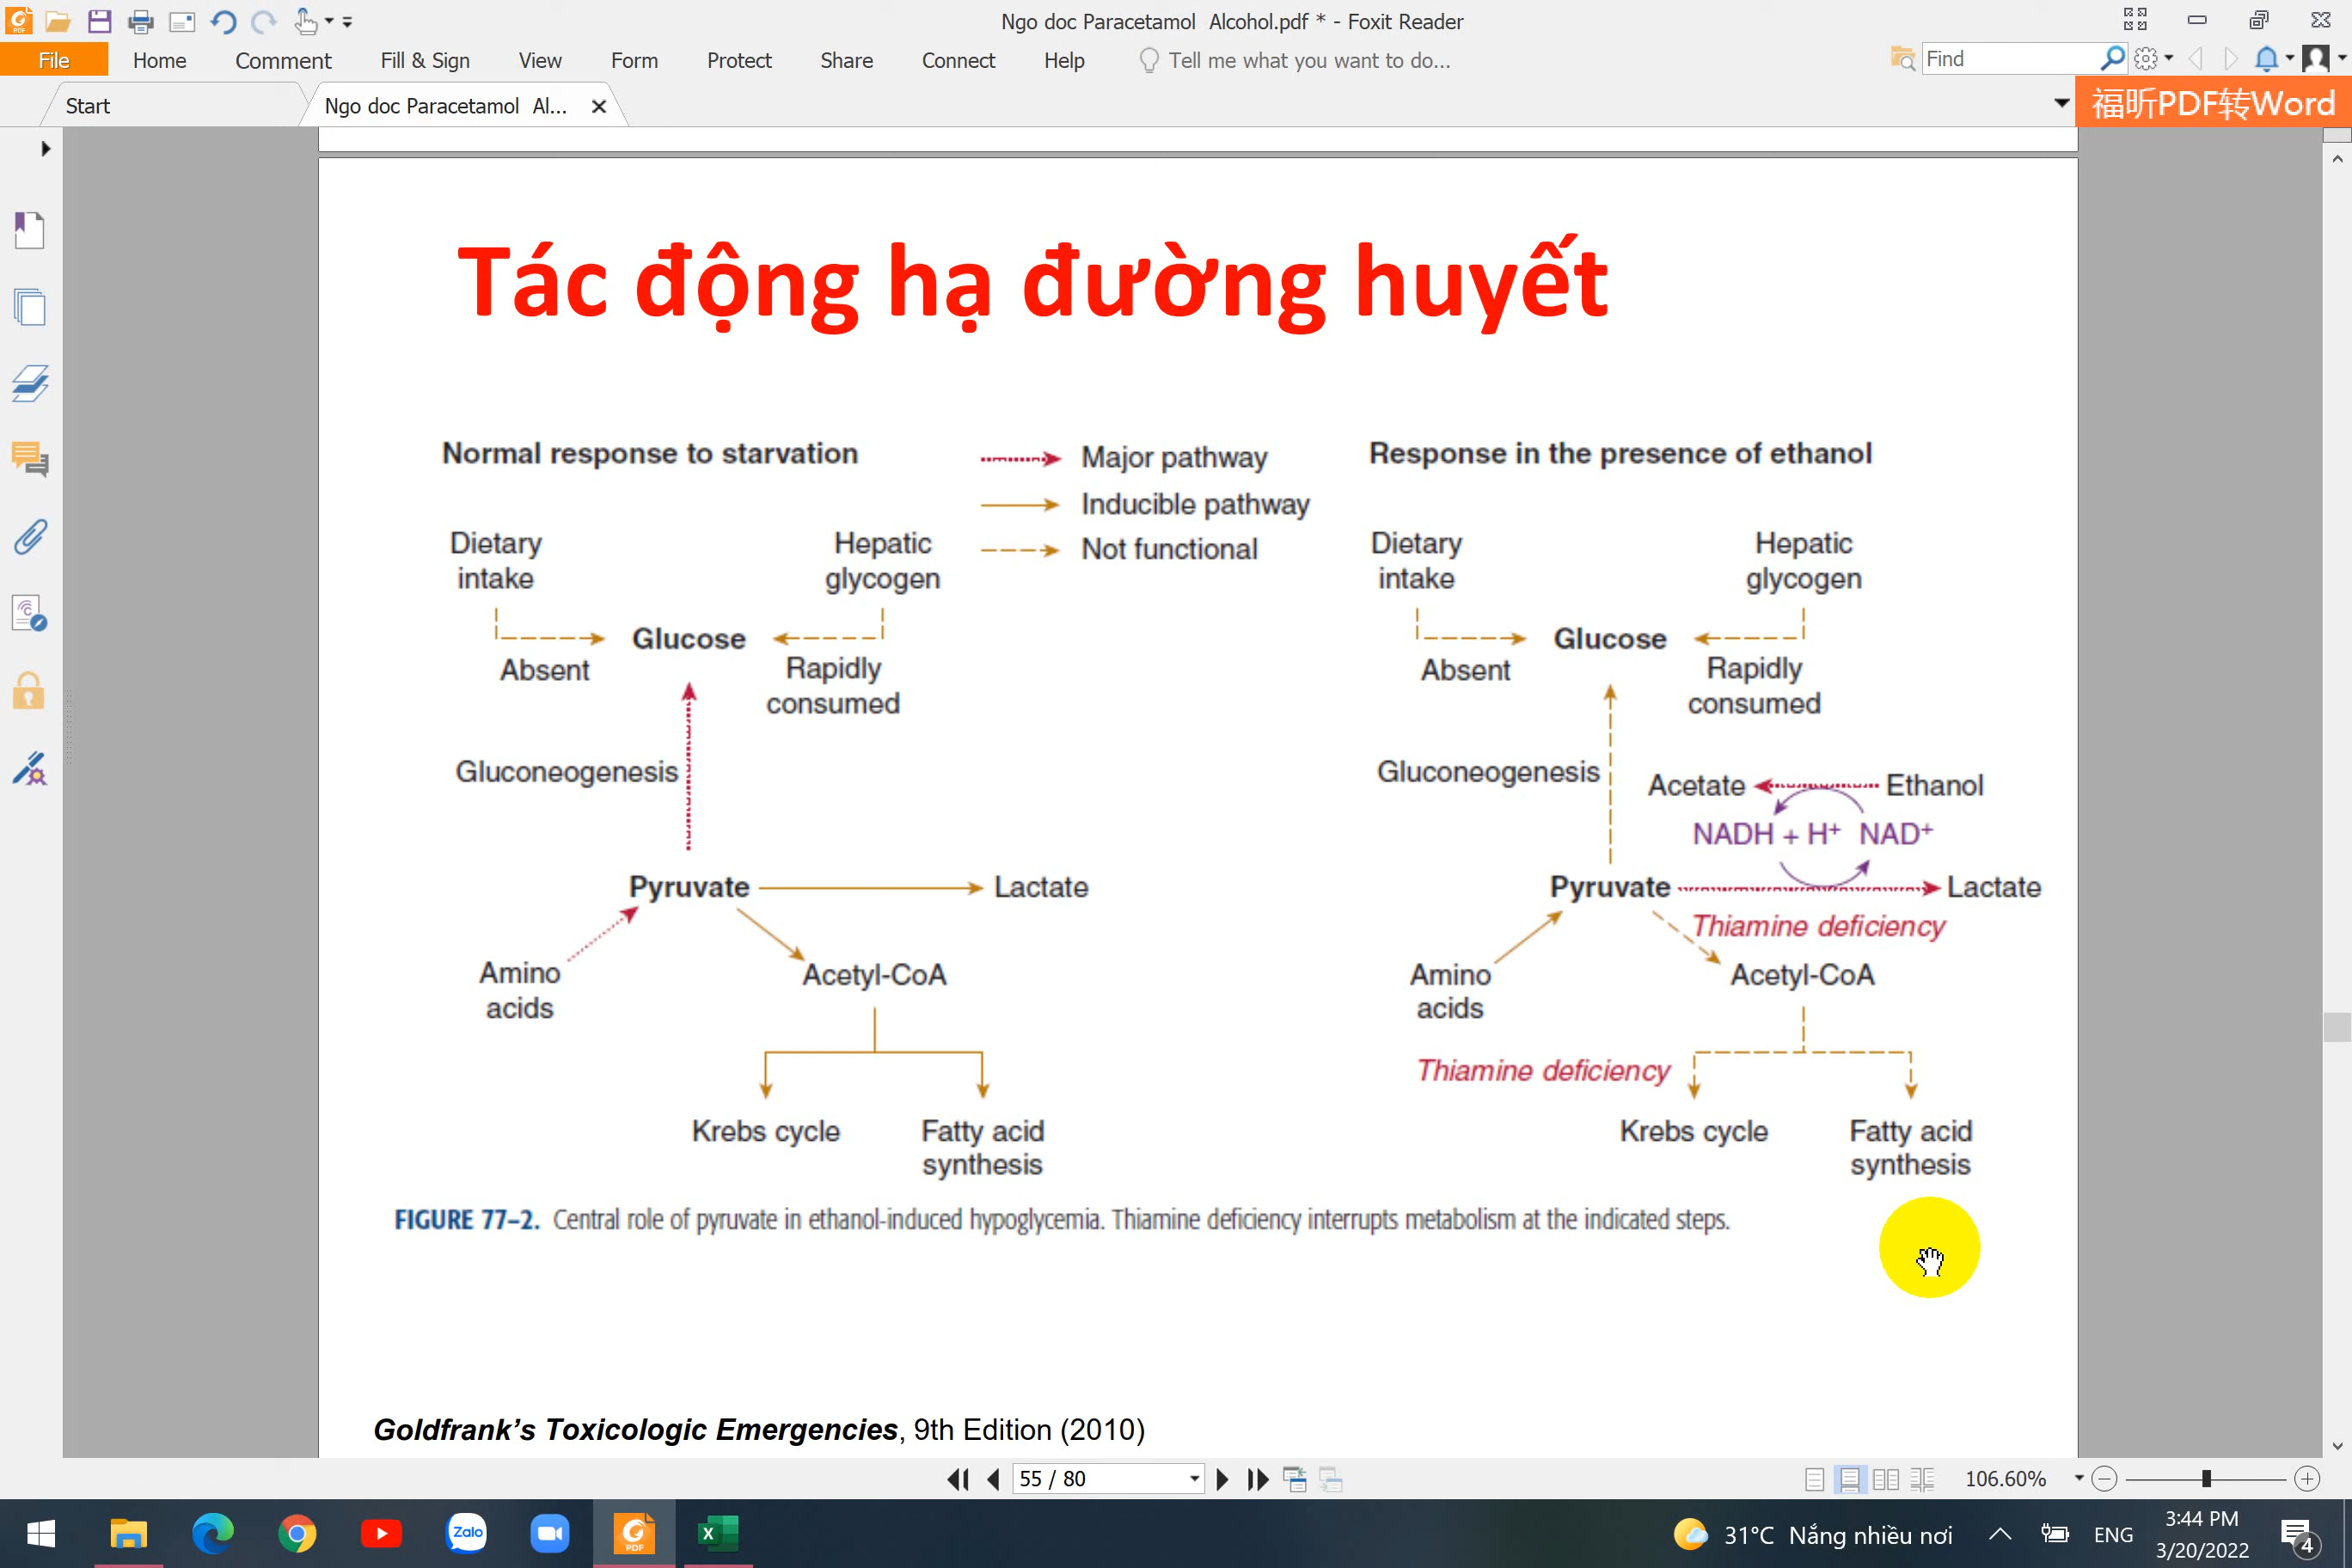 Ngo doc Paracetamol  Alcohol.pdf * - Foxit Reader
File Home Comment Fill & Sign View Form Protect Share Connect Help Tell me what you want to do... Find
Start Ngo doc Paracetamol  Al... 福昕PDF转Word
Tác động hạ đường huyết
Normal response to starvation
Major pathway
Inducible pathway
Not functional
Dietary
intake
Hepatic
glycogen
Glucose
Absent
Rapidly
consumed
Gluconeogenesis
Pyruvate
Lactate
Amino
acids
Acetyl-CoA
Krebs cycle
Fatty acid
synthesis
Response in the presence of ethanol
Dietary
intake
Hepatic
glycogen
Glucose
Absent
Rapidly
consumed
Gluconeogenesis
Acetate
Ethanol
NADH + H+ NAD+
Pyruvate
Lactate
Thiamine deficiency
Amino
acids
Acetyl-CoA
Thiamine deficiency
Krebs cycle
Fatty acid
synthesis
FIGURE 77–2. Central role of pyruvate in ethanol-induced hypoglycemia. Thiamine deficiency interrupts metabolism at the indicated steps.
Goldfrank's Toxicologic Emergencies, 9th Edition (2010)
55 / 80 106.60%
Zalo
31°C Nắng nhiều nơi ENG
3:44 PM
3/20/2022
4